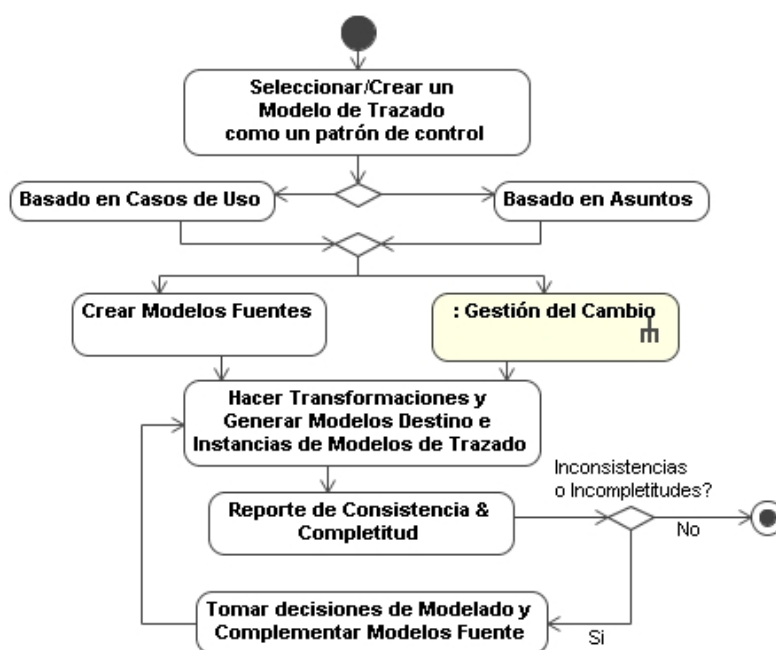 Seleccionar/Crear un
Modelo de Trazado
como un patrón de control
Basado en Casos de Uso
Basado en Asuntos
Crear Modelos Fuentes
: Gestión del Cambio
Hacer Transformaciones y
Generar Modelos Destino e
Instancias de Modelos de Trazado
Inconsistencias
o Incompletitudes?
Reporte de Consistencia &
Completitud
No
Tomar decisiones de Modelado y
Complementar Modelos Fuente
Si